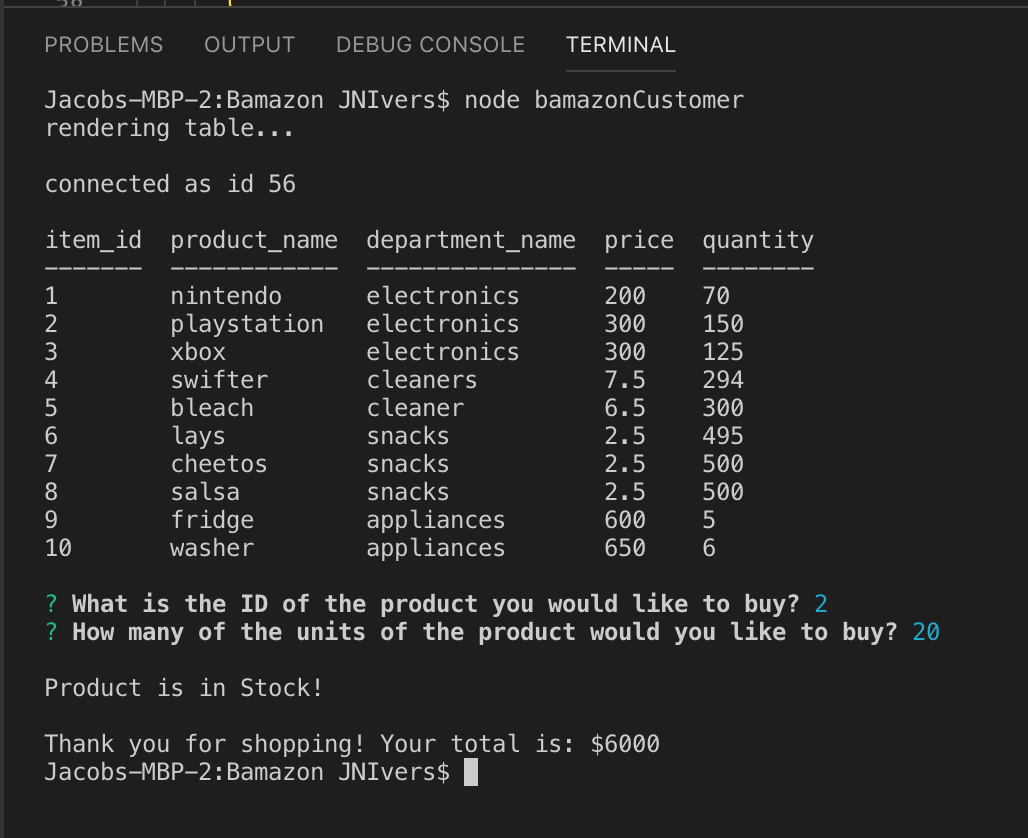 38
PROBLEMS OUTPUT DEBUG CONSOLE TERMINAL
Jacobs-MBP-2:Bamazon JNIvers$ node bamazonCustomer
rendering table...
connected as id 56
item_id product_name department_name price quantity
------- ------------ --------------- ----- --------
1 nintendo electronics 200 70
2 playstation electronics 300 150
3 xbox electronics 300 125
4 swifter cleaners 7.5 294
5 bleach cleaner 6.5 300
6 lays snacks 2.5 495
7 cheetos snacks 2.5 500
8 salsa snacks 2.5 500
9 fridge appliances 600 5
10 washer appliances 650 6
? What is the ID of the product you would like to buy? 2
? How many of the units of the product would you like to buy? 20
Product is in Stock!
Thank you for shopping! Your total is: $6000
Jacobs-MBP-2:Bamazon JNIvers$